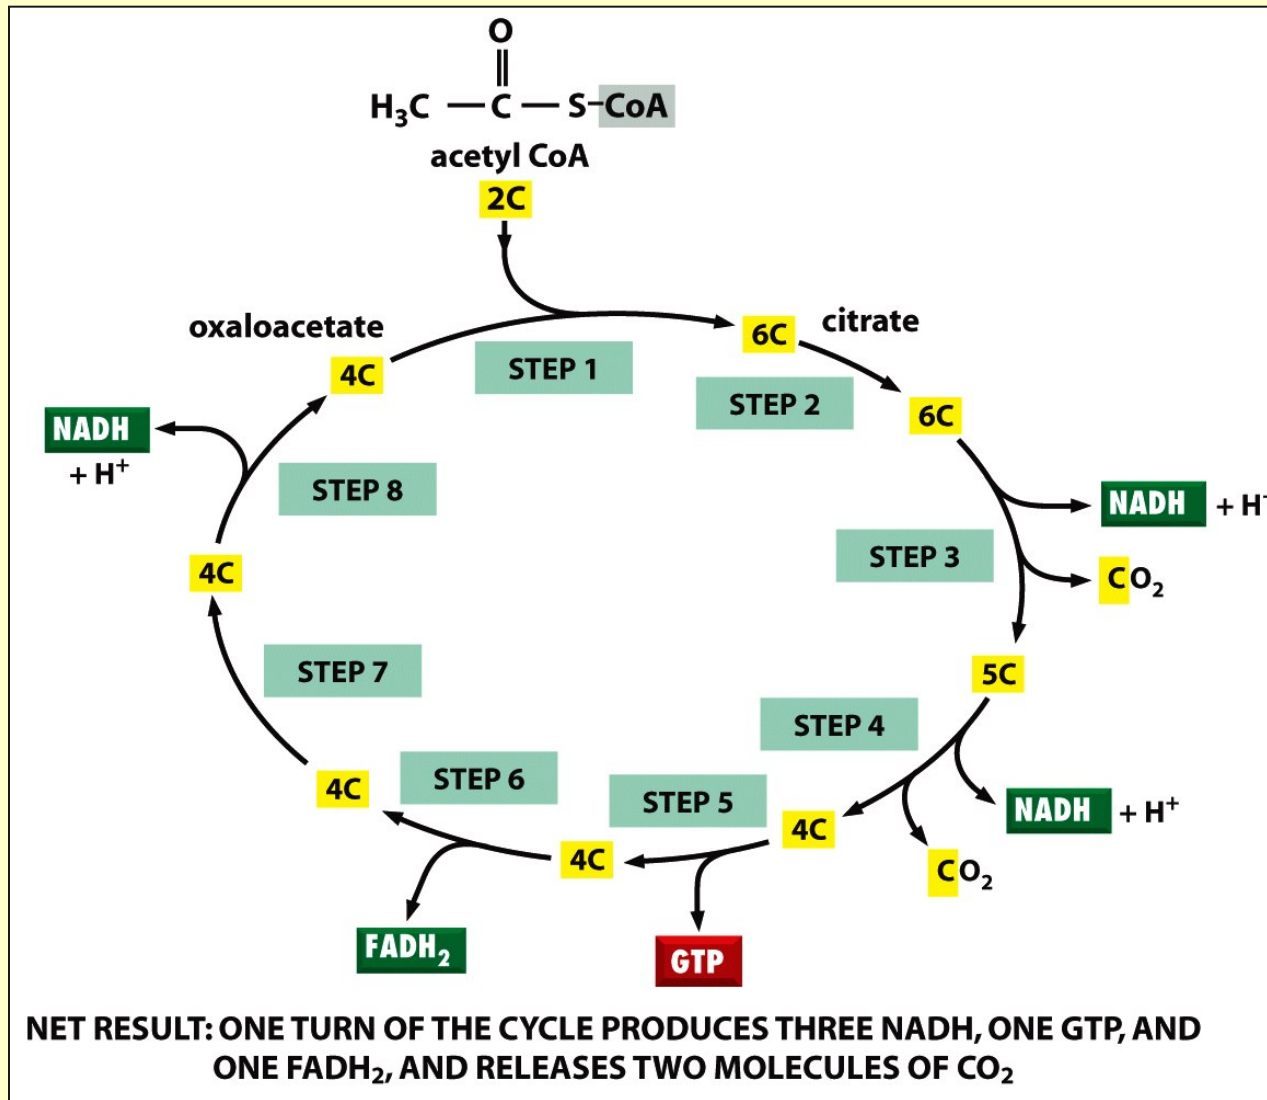 O
H₃C — C — S–CoA
acetyl CoA
2C
oxaloacetate
4C
STEP 1
6C
citrate
STEP 2
6C
NADH
+ H⁺
STEP 8
NADH + H⁺
STEP 3
CO₂
4C
5C
STEP 7
STEP 4
4C
STEP 6
STEP 5
4C
NADH + H⁺
4C
CO₂
FADH₂
GTP
NET RESULT: ONE TURN OF THE CYCLE PRODUCES THREE NADH, ONE GTP, AND
ONE FADH₂, AND RELEASES TWO MOLECULES OF CO₂